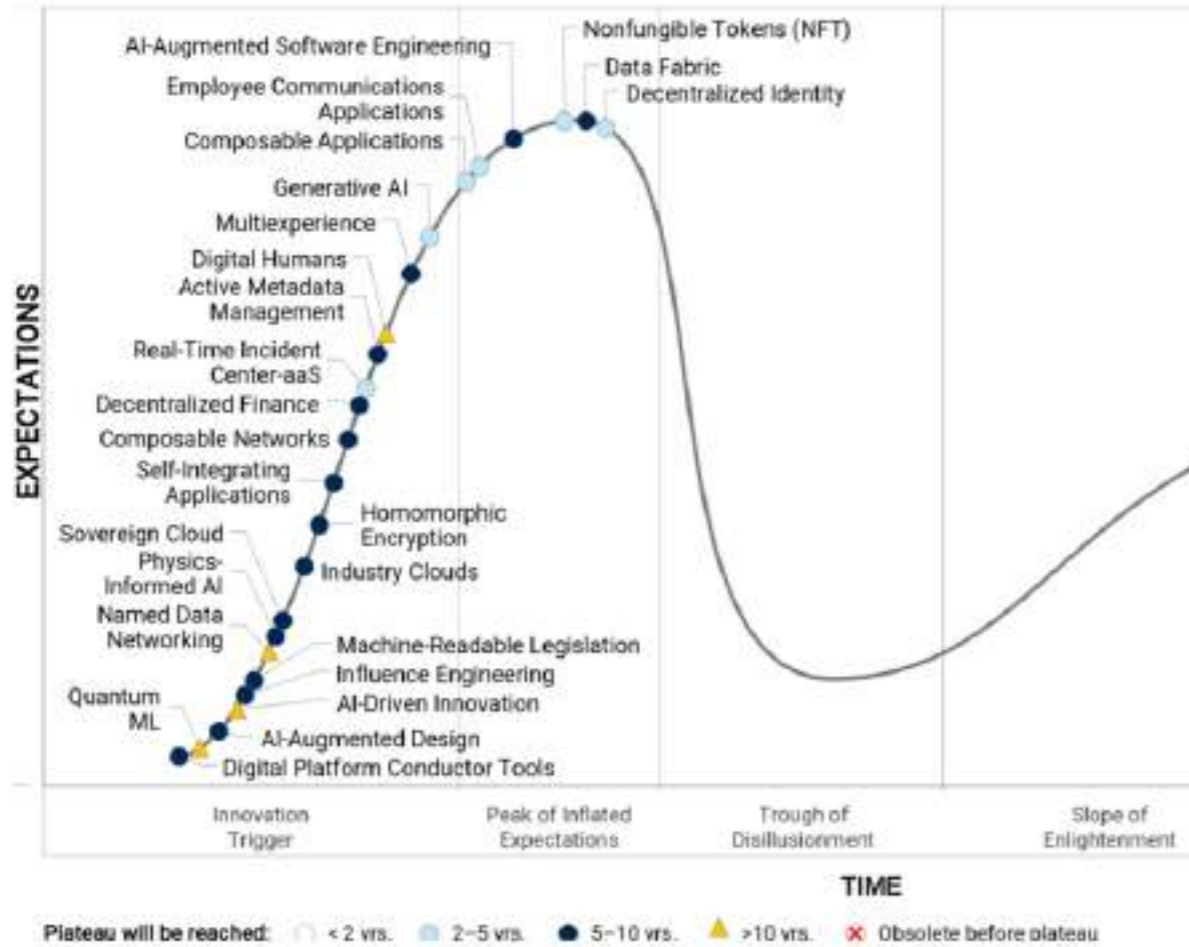 Nonfungible Tokens (NFT)
AI-Augmented Software Engineering
Data Fabric
Employee Communications
Applications
Decentralized Identity
Composable Applications
Generative AI
Multiexperience
Digital Humans
Active Metadata
Management
Real-Time Incident
Center-aaS
Decentralized Finance
Composable Networks
Self-Integrating
Applications
Homomorphic
Encryption
Sovereign Cloud
Physics-
Informed AI
Industry Clouds
Named Data
Networking
Machine-Readable Legislation
Influence Engineering
Quantum
ML
AI-Driven Innovation
AI-Augmented Design
Digital Platform Conductor Tools
EXPECTATIONS
Innovation
Trigger
Peak of Inflated
Expectations
Trough of
Disillusionment
Slope of
Enlightenment
TIME
Plateau will be reached: < 2 yrs. 2–5 yrs. 5–10 yrs. >10 yrs. Obsolete before plateau